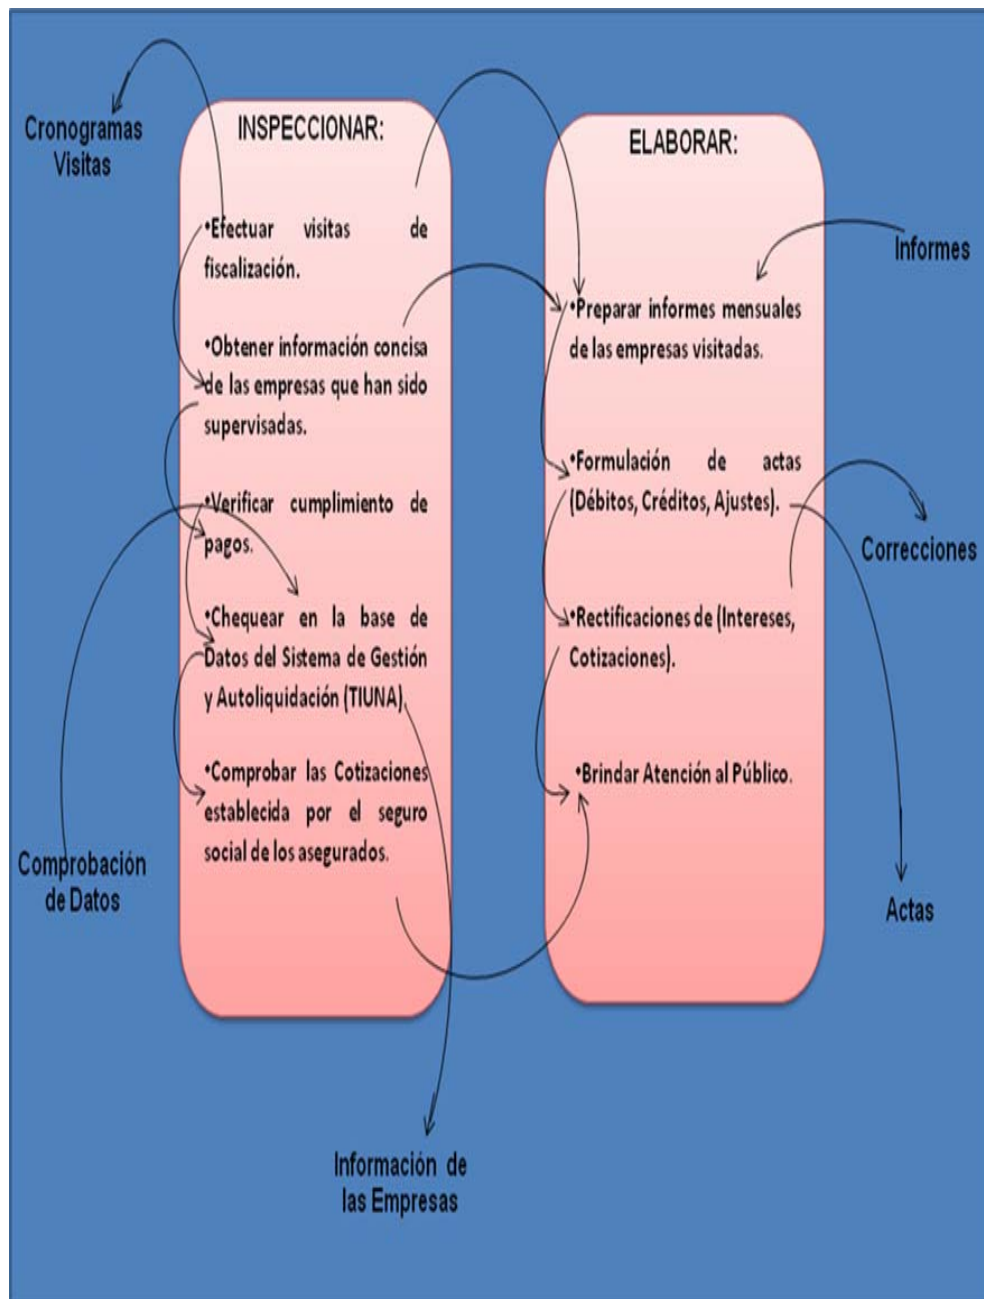 Cronogramas
Visitas
INSPECCIONAR:
•Efectuar visitas de
fiscalización.
•Obtener información concisa
de las empresas que han sido
supervisadas.
•Verificar cumplimiento de
pagos.
•Chequear en la base de
Datos del Sistema de Gestión
y Autoliquidación (TIUNA)
•Comprobar las Cotizaciones
establecida por el seguro
social de los asegurados.
Comprobación
de Datos
Información de
las Empresas
ELABORAR:
•Preparar informes mensuales
de las empresas visitadas.
•Formulación de actas
(Débitos, Créditos, Ajustes).
•Rectificaciones de (Intereses,
Cotizaciones).
•Brindar Atención al Público.
Informes
Correcciones
Actas